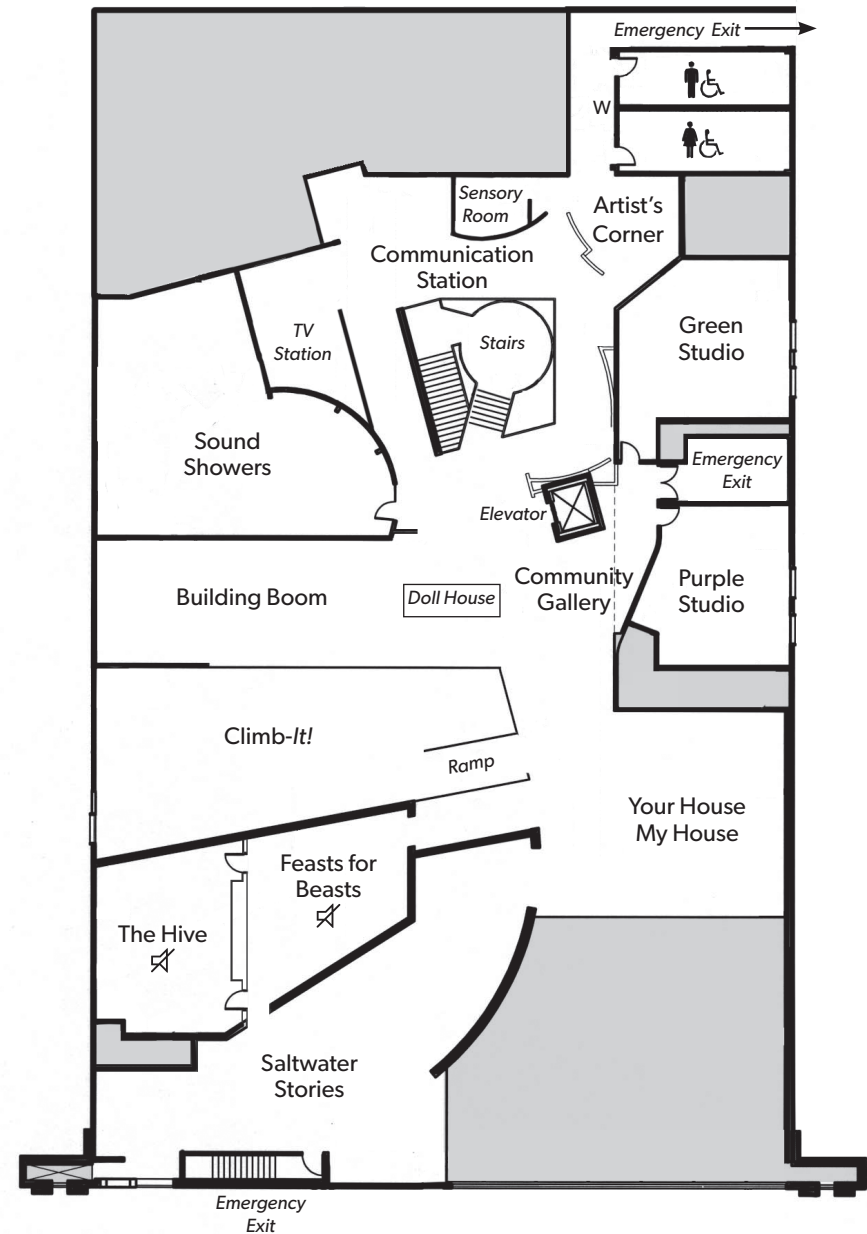 Emergency Exit
W
Sensory
Room
Artist's
Corner
Communication
Station
TV
Station
Stairs
Green
Studio
Sound
Showers
Emergency
Exit
Elevator
Building Boom
Doll House
Community
Gallery
Purple
Studio
Climb-It!
Ramp
Your House
My House
Feasts for
Beasts
The Hive
Saltwater
Stories
Emergency
Exit